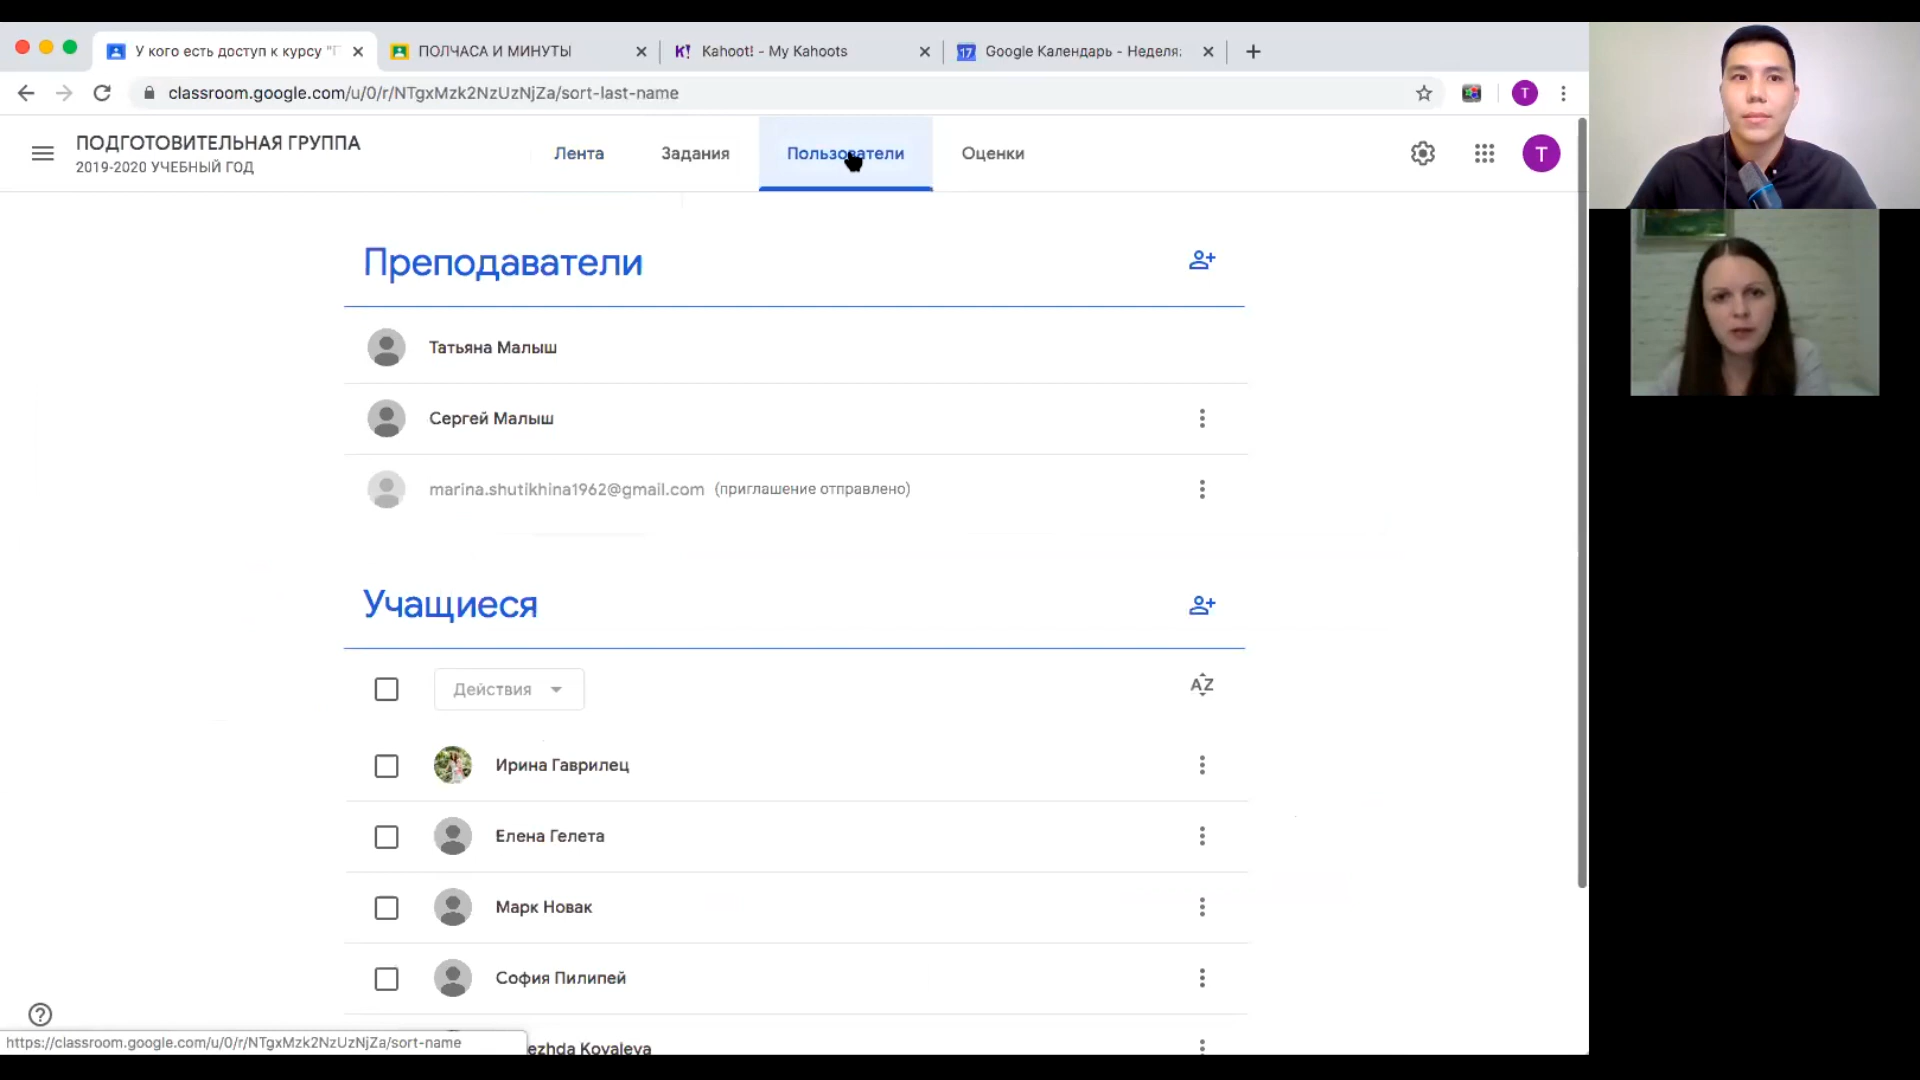 У кого есть доступ к курсу "П
ПОЛЧАСА И МИНУТЫ
K! Kahoot! - My Kahoots
17 Google Календарь - Неделя:
classroom.google.com/u/0/r/NTgxMzk2NzUzNjZa/sort-last-name
T
ПОДГОТОВИТЕЛЬНАЯ ГРУППА
2019-2020 УЧЕБНЫЙ ГОД
Лента
Задания
Пользователи
Оценки
T
Преподаватели
Татьяна Малыш
Сергей Малыш
marina.shutikhina1962@gmail.com (приглашение отправлено)
Учащиеся
Действия
AZ
Ирина Гаврилец
Елена Гелета
Марк Новак
София Пилипей
ezhda Kovaleva
https://classroom.google.com/u/0/r/NTgxMzk2NzUzNjZa/sort-name